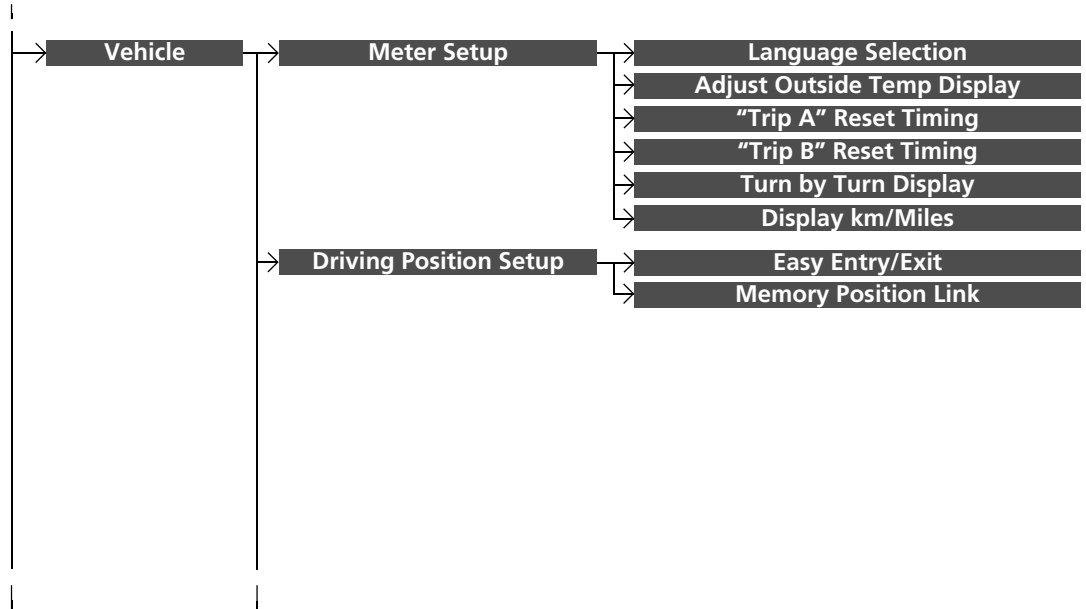 Vehicle
Meter Setup
Language Selection
Adjust Outside Temp Display
“Trip A” Reset Timing
“Trip B” Reset Timing
Turn by Turn Display
Display km/Miles
Driving Position Setup
Easy Entry/Exit
Memory Position Link